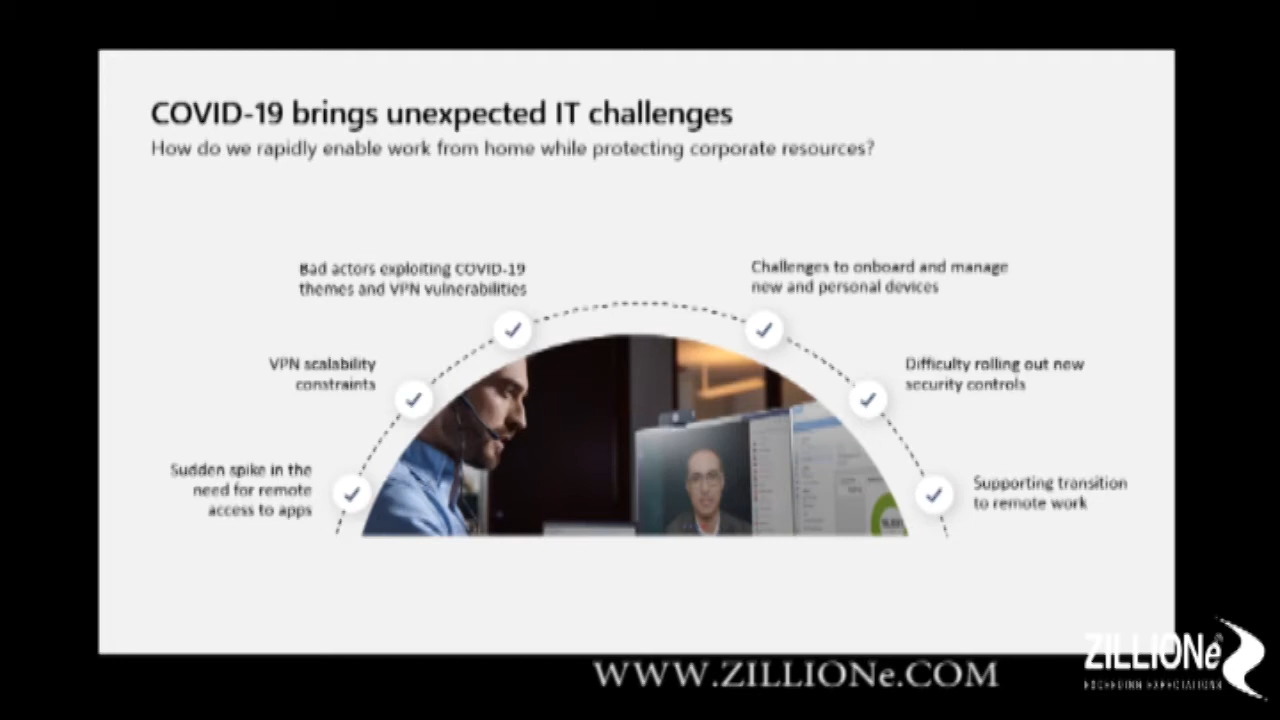 COVID-19 brings unexpected IT challenges
How do we rapidly enable work from home while protecting corporate resources?
Bad actors exploiting COVID-19
themes and VPN vulnerabilities
Challenges to onboard and manage
new and personal devices
VPN scalability
constraints
Difficulty rolling out new
security controls
Sudden spike in the
need for remote
access to apps
Supporting transition
to remote work
ZILLIONe
EXCEEDING EXPECTATIONS
WWW.ZILLIONe.COM